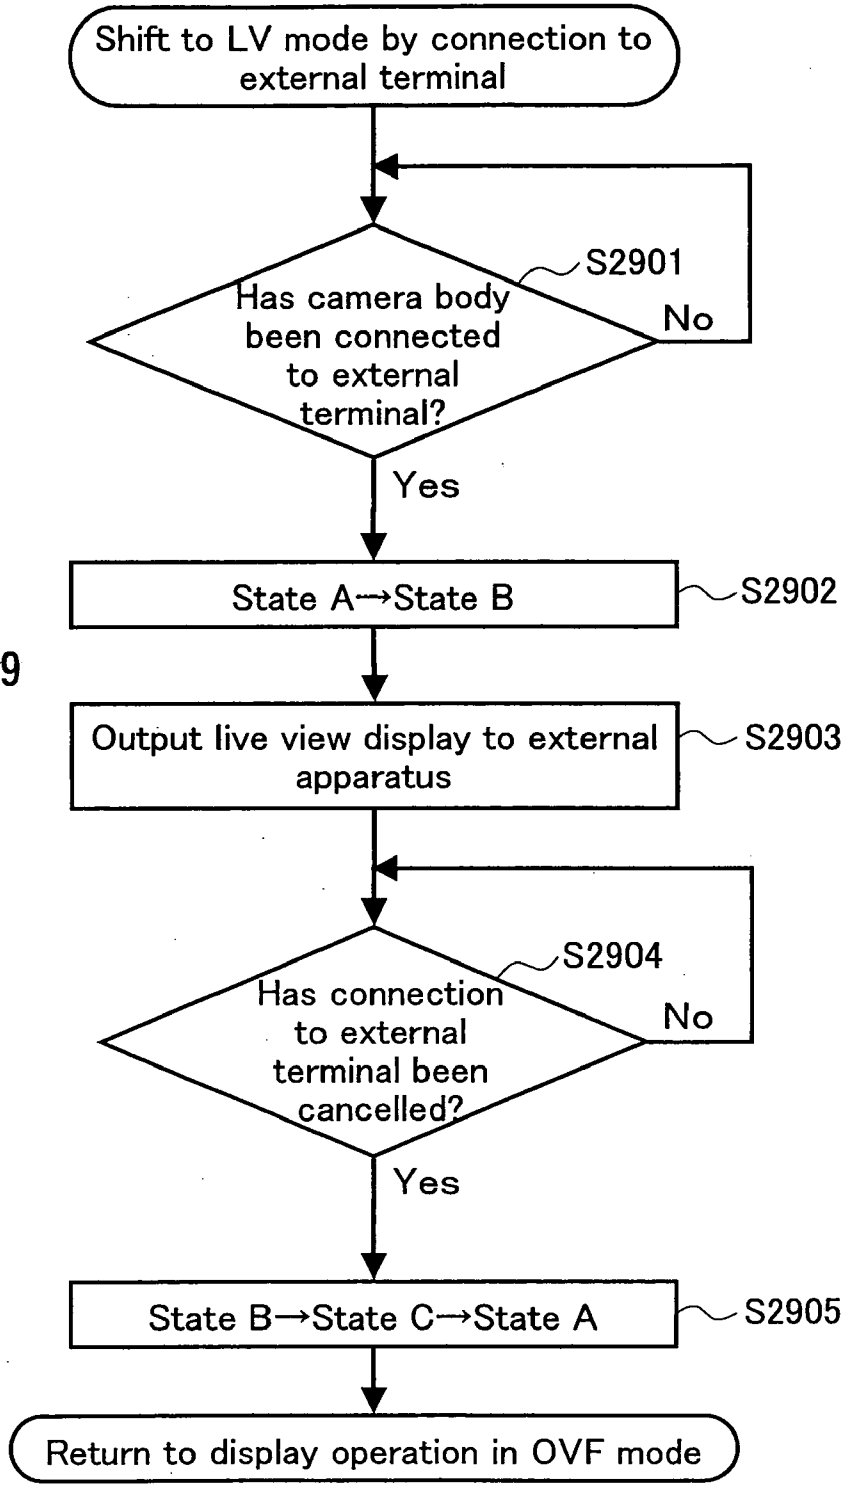 Shift to LV mode by connection to
external terminal
S2901
Has camera body
been connected
to external
terminal?
No
Yes
State A→State B
S2902
9
Output live view display to external
apparatus
S2903
S2904
Has connection
to external
terminal been
cancelled?
No
Yes
State B→State C→State A
S2905
Return to display operation in OVF mode